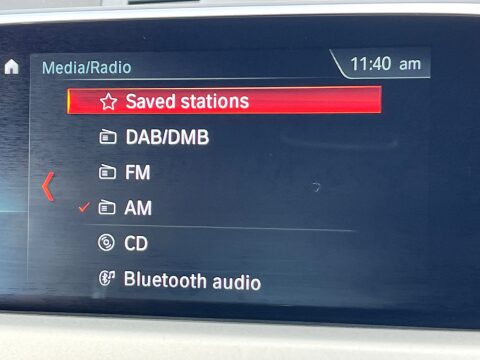 Media/Radio
11:40 am
Saved stations
DAB/DMB
FM
AM
CD
Bluetooth audio